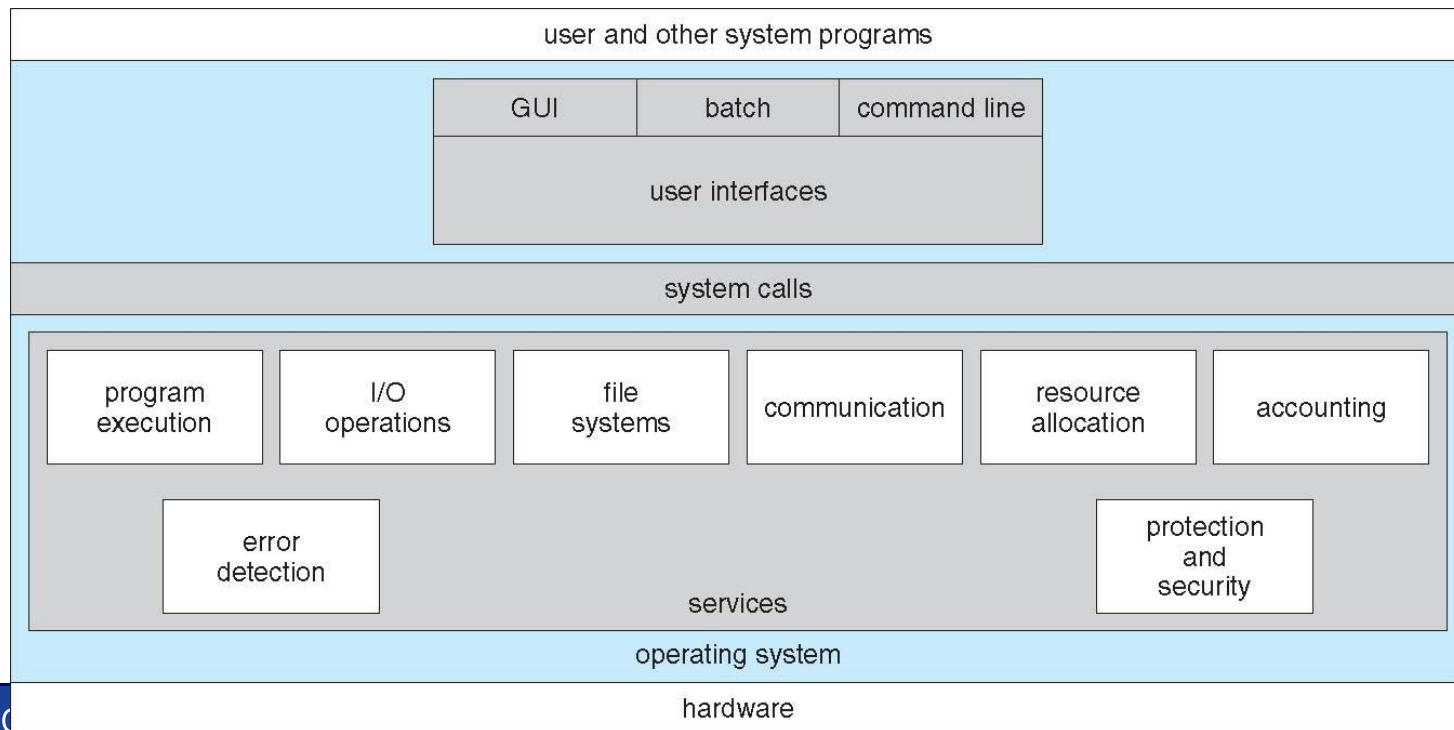 user and other system programs
GUI
batch
command line
user interfaces
system calls
program
execution
I/O
operations
file
systems
communication
resource
allocation
accounting
error
detection
protection
and
security
services
operating system
hardware